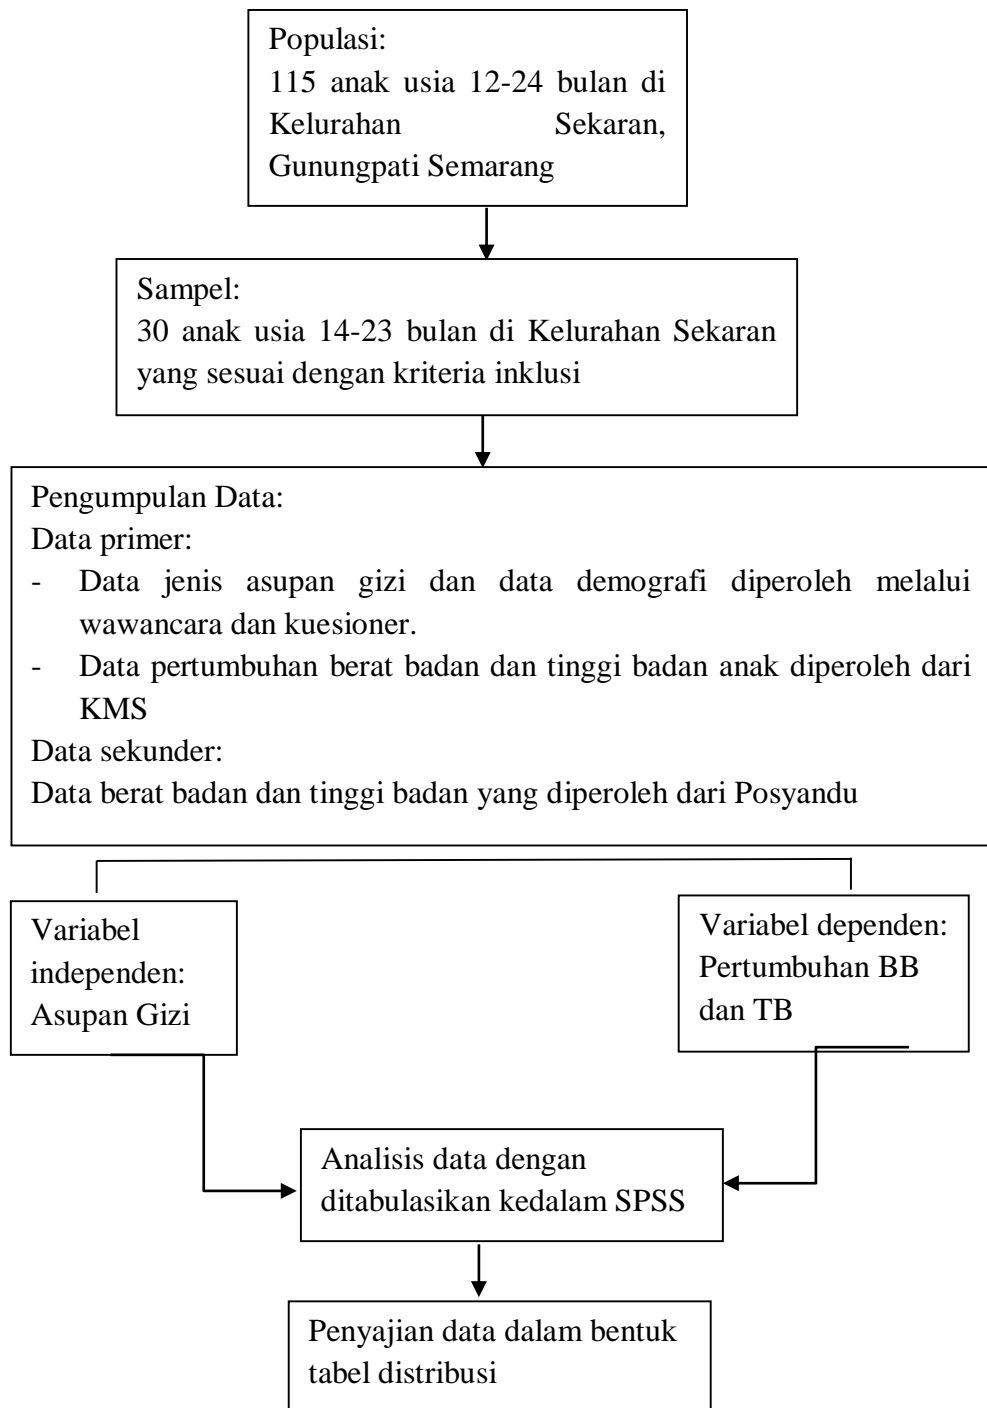 Populasi:
115 anak usia 12-24 bulan di
Kelurahan Sekaran,
Gunungpati Semarang
Sampel:
30 anak usia 14-23 bulan di Kelurahan Sekaran
yang sesuai dengan kriteria inklusi
Pengumpulan Data:
Data primer:
- Data jenis asupan gizi dan data demografi diperoleh melalui
wawancara dan kuesioner.
- Data pertumbuhan berat badan dan tinggi badan anak diperoleh dari
KMS
Data sekunder:
Data berat badan dan tinggi badan yang diperoleh dari Posyandu
Variabel
independen:
Asupan Gizi
Variabel dependen:
Pertumbuhan BB
dan TB
Analisis data dengan
ditabulasikan kedalam SPSS
Penyajian data dalam bentuk
tabel distribusi